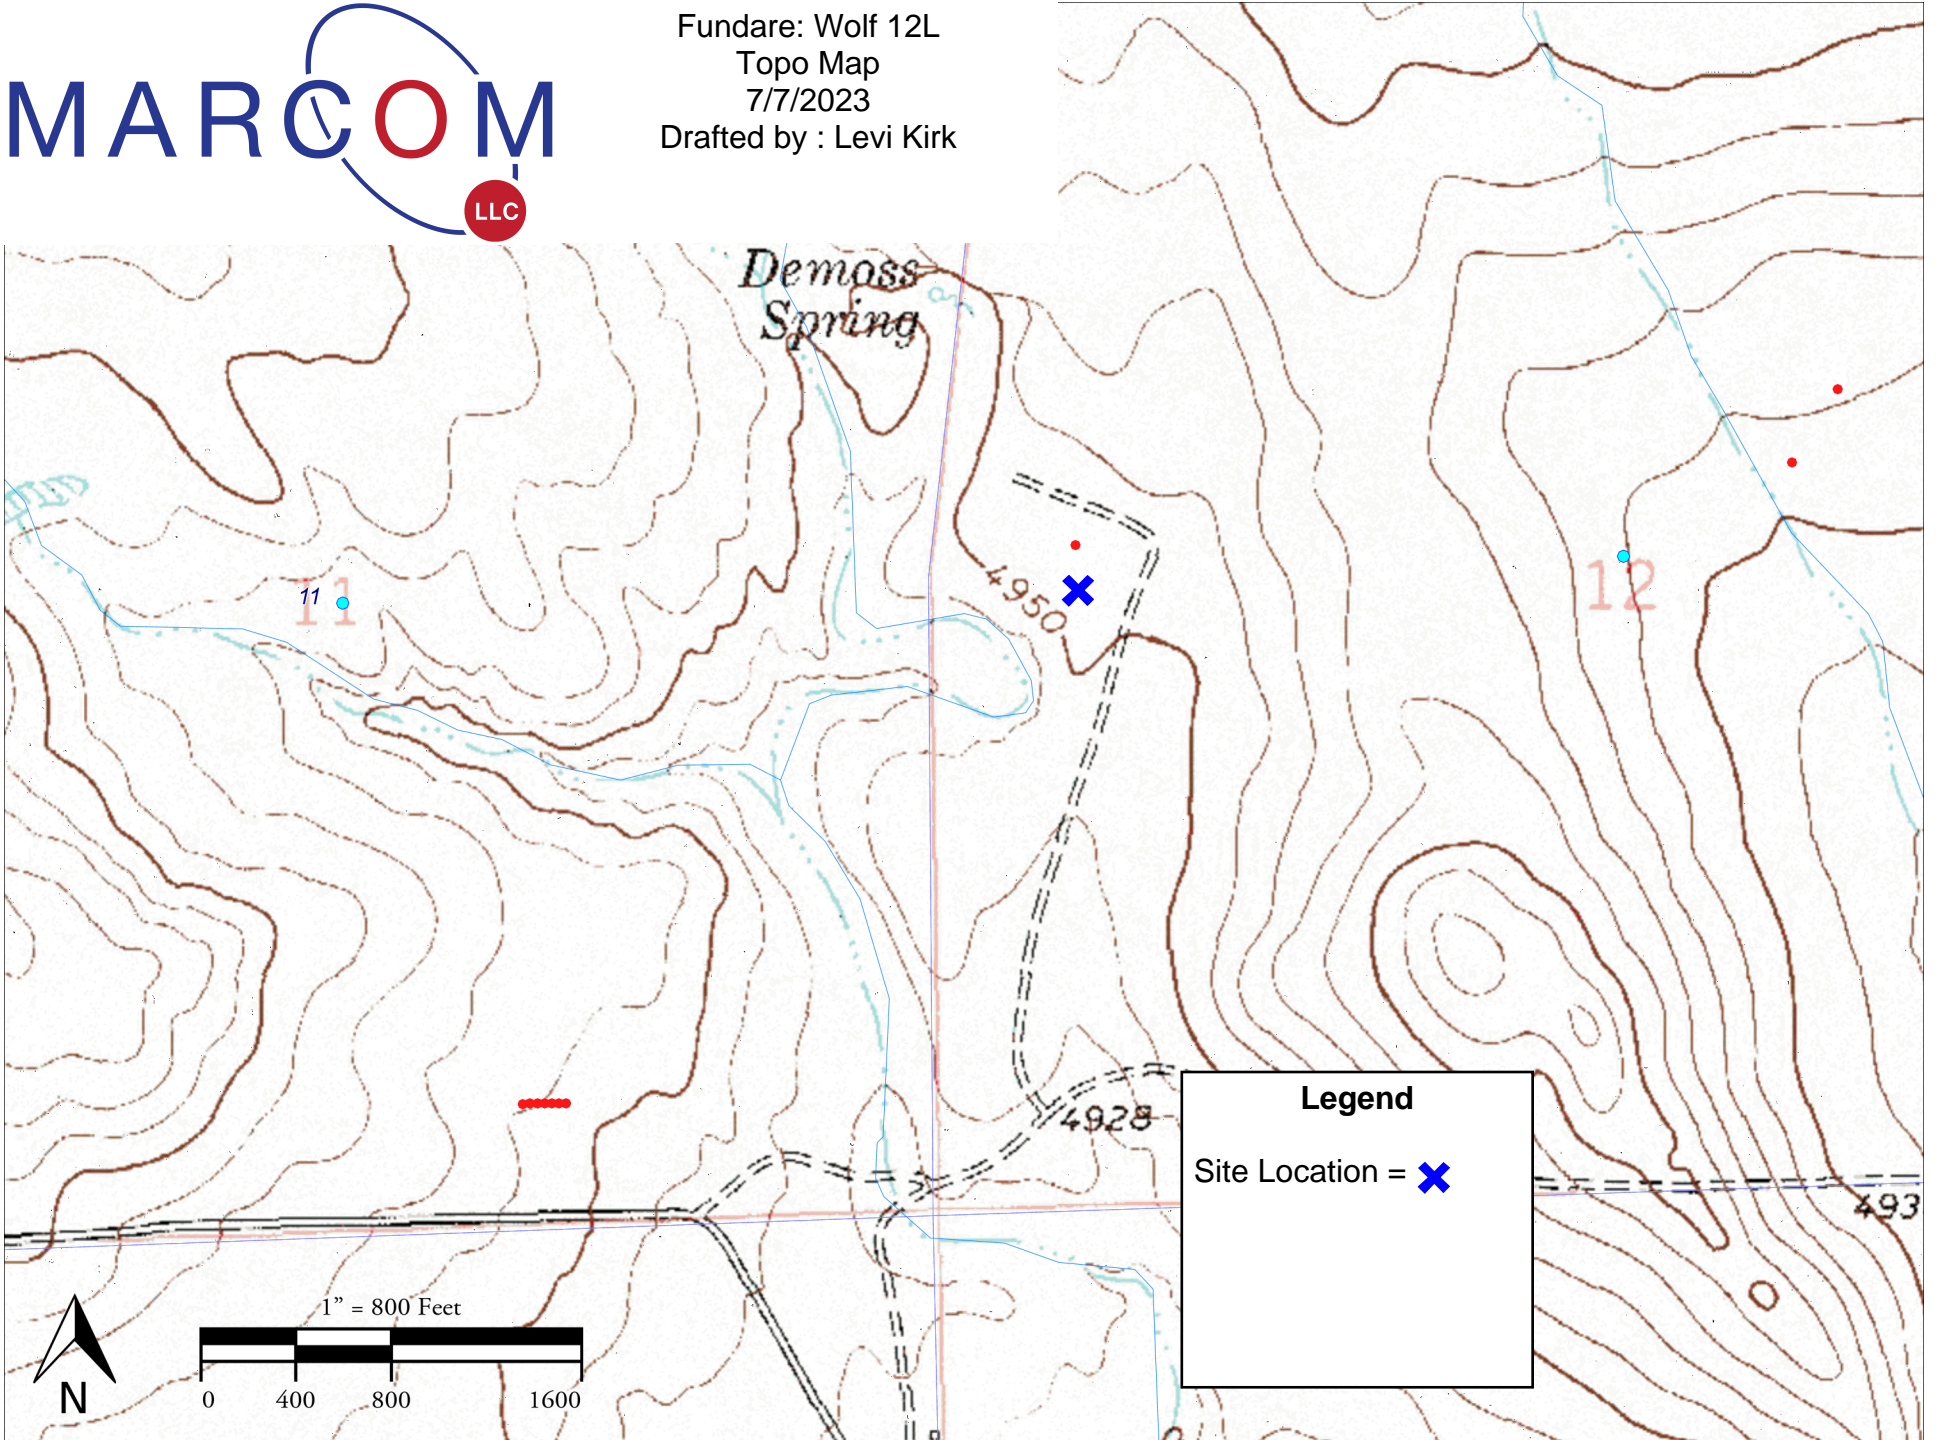 MARCOM
LLC
Fundare: Wolf 12L
Topo Map
7/7/2023
Drafted by : Levi Kirk
Demoss
Spring
11
11
12
4950
4928
493
Legend
Site Location =
1” = 800 Feet
0 400 800 1600
N